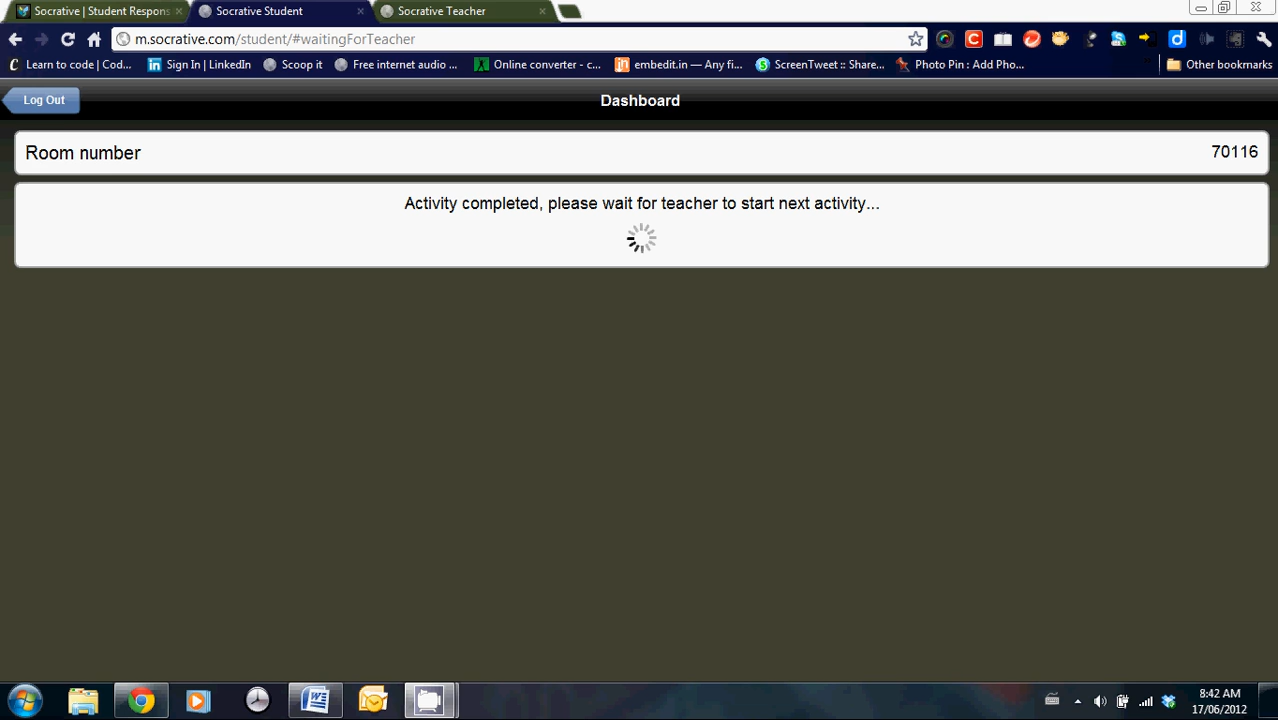 Socrative | Student Respons
Socrative Student
Socrative Teacher
m.socrative.com/student/#waitingForTeacher
Learn to code | Cod...
Sign In | LinkedIn
Scoop it
Free internet audio ...
Online converter - c...
embedit.in — Any fi...
ScreenTweet :: Share...
Photo Pin : Add Pho...
Other bookmarks
Log Out
Dashboard
Room number
70116
Activity completed, please wait for teacher to start next activity...
8:42 AM
17/06/2012